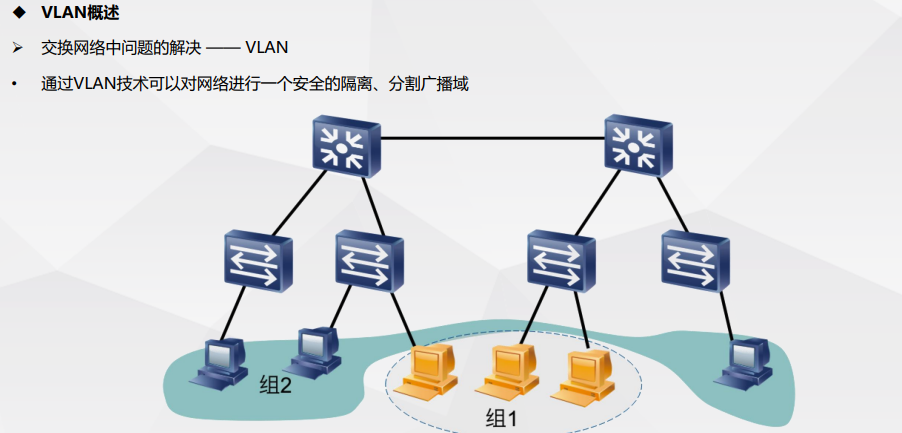 ◆ VLAN概述
➢ 交换网络中问题的解决 —— VLAN
• 通过VLAN技术可以对网络进行一个安全的隔离、分割广播域
组2
组1